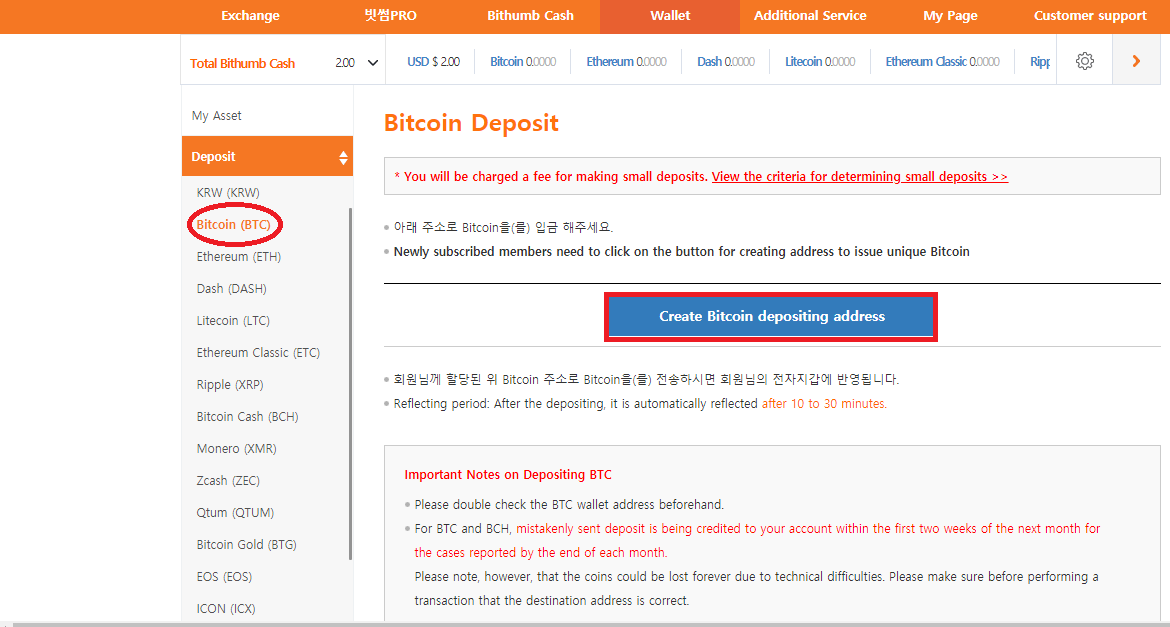 Exchange 빗썸PRO Bithumb Cash Wallet Additional Service My Page Customer support
Total Bithumb Cash 2.00 USD $ 2.00 Bitcoin 0.0000 Ethereum 0.0000 Dash 0.0000 Litecoin 0.0000 Ethereum Classic 0.0000 Ripp
My Asset
Deposit
KRW (KRW)
Bitcoin (BTC)
Ethereum (ETH)
Dash (DASH)
Litecoin (LTC)
Ethereum Classic (ETC)
Ripple (XRP)
Bitcoin Cash (BCH)
Monero (XMR)
Zcash (ZEC)
Qtum (QTUM)
Bitcoin Gold (BTG)
EOS (EOS)
ICON (ICX)
Bitcoin Deposit
* You will be charged a fee for making small deposits. View the criteria for determining small deposits >>
아래 주소로 Bitcoin을(를) 입금 해주세요.
Newly subscribed members need to click on the button for creating address to issue unique Bitcoin
Create Bitcoin depositing address
회원님께 할당된 위 Bitcoin 주소로 Bitcoin을(를) 전송하시면 회원님의 전자지갑에 반영됩니다.
Reflecting period: After the depositing, it is automatically reflected after 10 to 30 minutes.
Important Notes on Depositing BTC
Please double check the BTC wallet address beforehand.
For BTC and BCH, mistakenly sent deposit is being credited to your account within the first two weeks of the next month for
the cases reported by the end of each month.
Please note, however, that the coins could be lost forever due to technical difficulties. Please make sure before performing a
transaction that the destination address is correct.